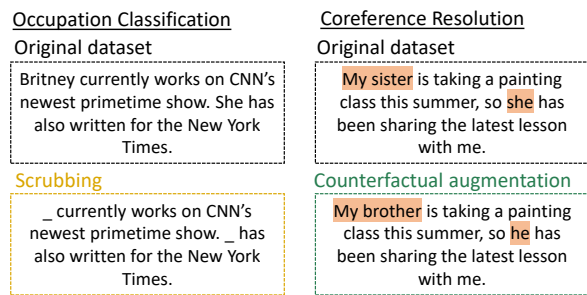 Occupation Classification
Original dataset
Britney currently works on CNN's
newest primetime show. She has
also written for the New York
Times.
Scrubbing
_ currently works on CNN's
newest primetime show. _ has
also written for the New York
Times.
Coreference Resolution
Original dataset
My sister is taking a painting
class this summer, so she has
been sharing the latest lesson
with me.
Counterfactual augmentation
My brother is taking a painting
class this summer, so he has
been sharing the latest lesson
with me.